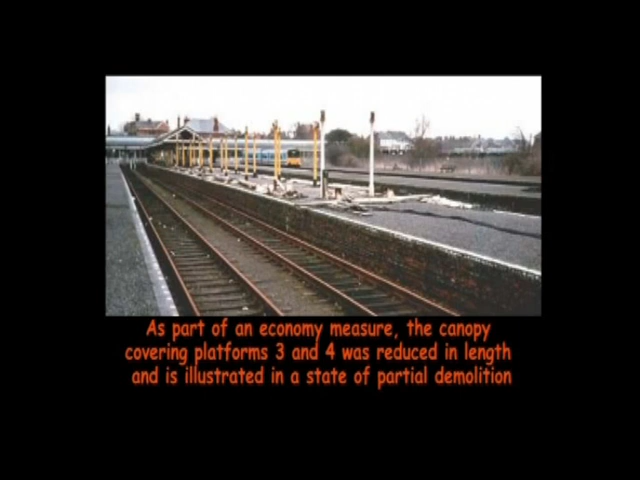 As part of an economy measure, the canopy
covering platforms 3 and 4 was reduced in length
and is illustrated in a state of partial demolition